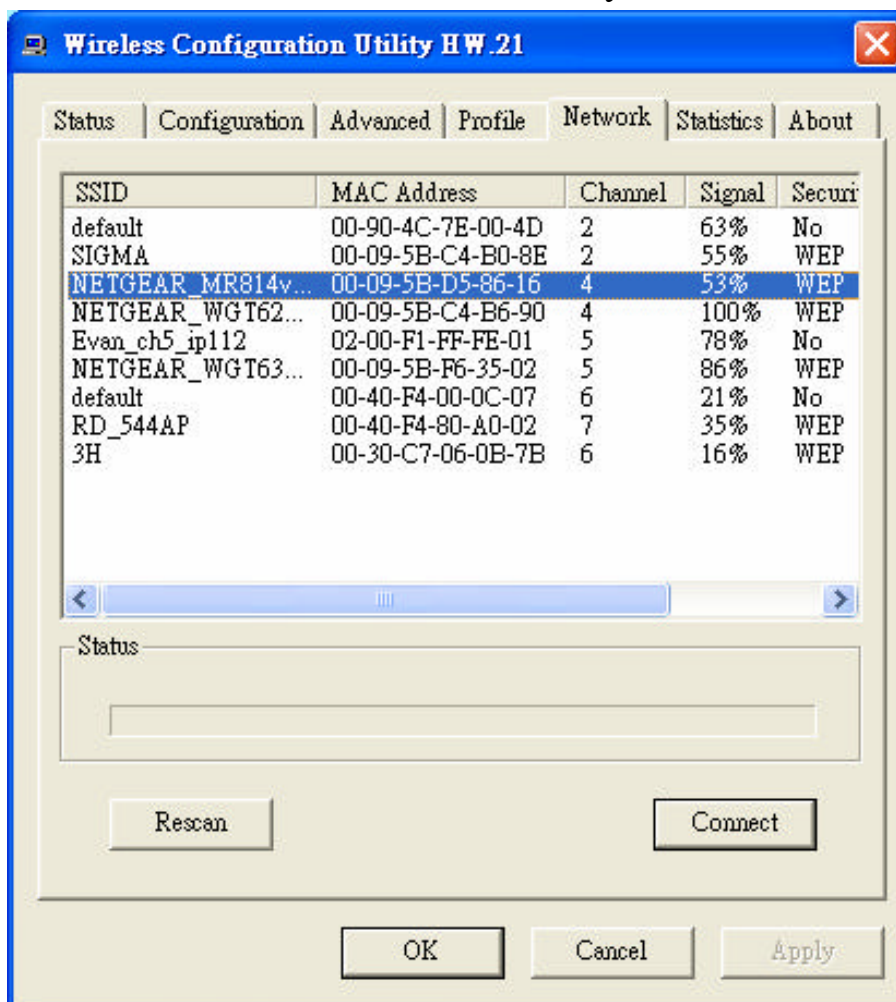 Wireless Configuration Utility HW.21
Status Configuration Advanced Profile Network Statistics About
SSID MAC Address Channel Signal Securi
default 00-90-4C-7E-00-4D 2 63% No
SIGMA 00-09-5B-C4-B0-8E 2 55% WEP
NETGEAR_MR814v... 00-09-5B-D5-86-16 4 53% WEP
NETGEAR_WGT62... 00-09-5B-C4-B6-90 4 100% WEP
Evan_ch5_ip112 02-00-F1-FF-FE-01 5 78% No
NETGEAR_WGT63... 00-09-5B-F6-35-02 5 86% WEP
default 00-40-F4-00-0C-07 6 21% No
RD_544AP 00-40-F4-80-A0-02 7 35% WEP
3H 00-30-C7-06-0B-7B 6 16% WEP
Status
Rescan Connect
OK Cancel Apply